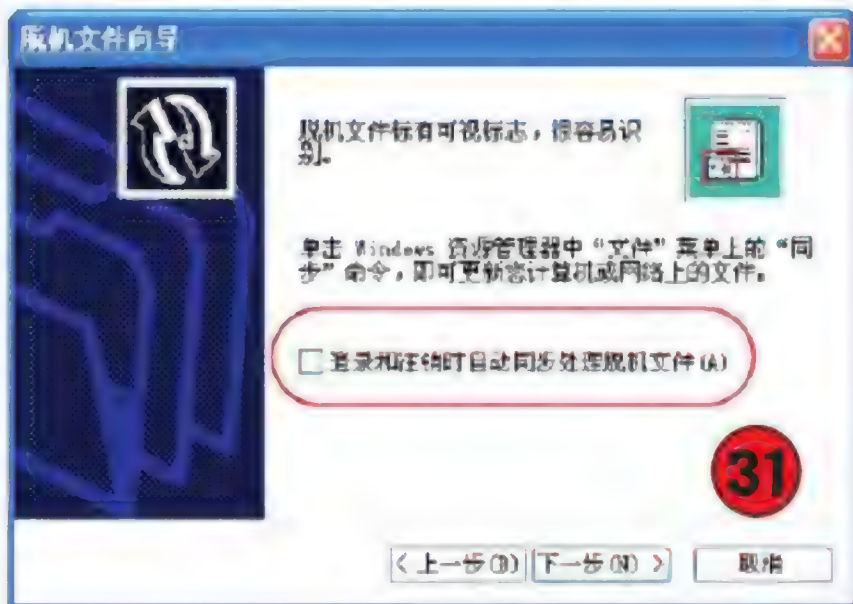 脱机文件向导
脱机文件标有可视标志，很容易识
别。
单击 Windows 资源管理器中“文件”菜单上的“同
步”命令，即可更新您计算机或网络上的文件。
登录和注销时自动同步处理脱机文件(A)
31
< 上一步(B) 下一步(N) > 取消